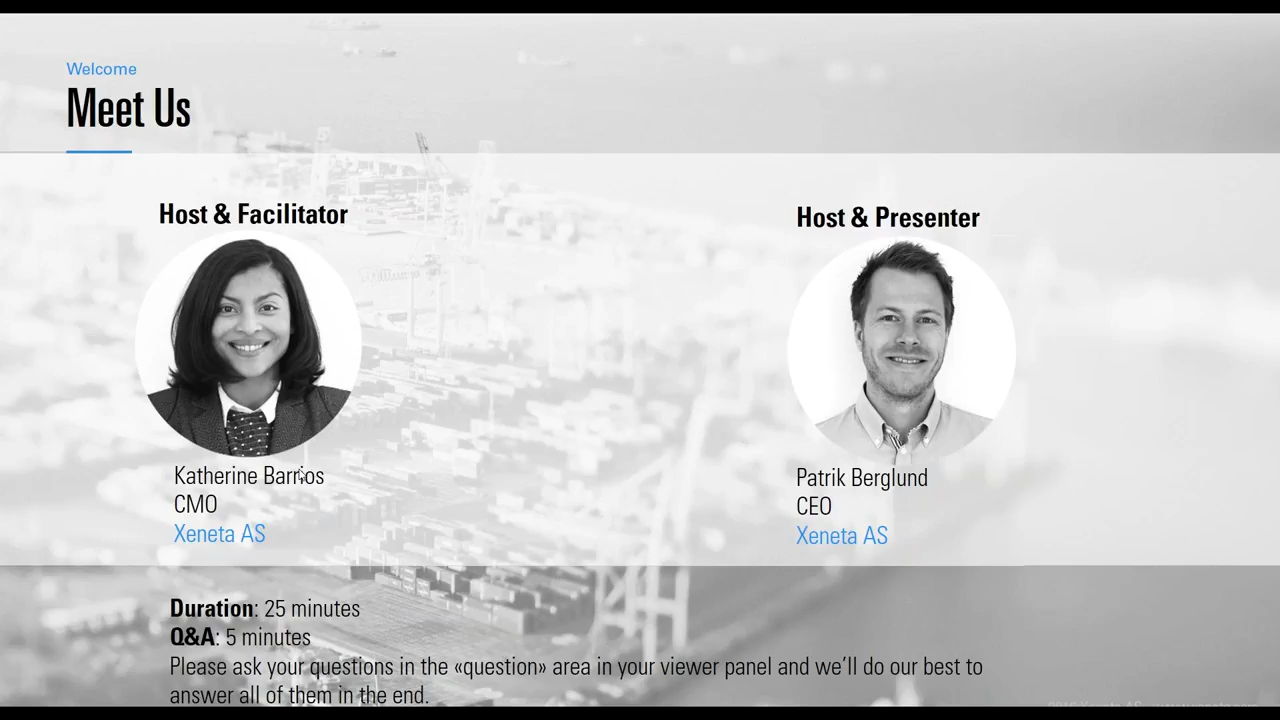 Welcome
Meet Us
Host & Facilitator
Host & Presenter
Katherine Barrios
CMO
Xeneta AS
Patrik Berglund
CEO
Xeneta AS
Duration: 25 minutes
Q&A: 5 minutes
Please ask your questions in the «question» area in your viewer panel and we’ll do our best to
answer all of them in the end.